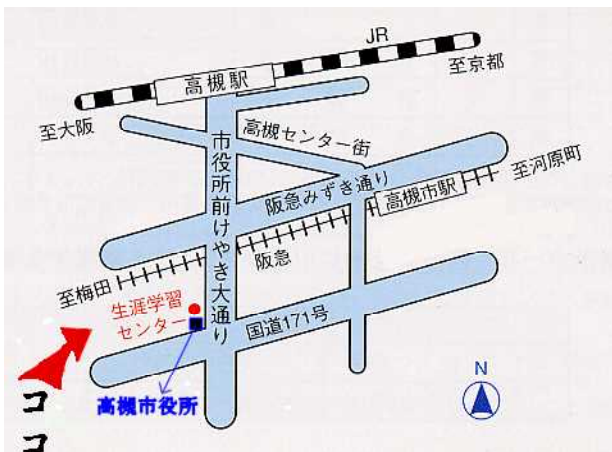 JR
高槻駅
至京都
至大阪
高槻センター街
市役所前けやき大通り
阪急みずき通り
高槻市駅
至河原町
阪急
至梅田
生涯学習
センター
国道171号
高槻市役所
N
ココ